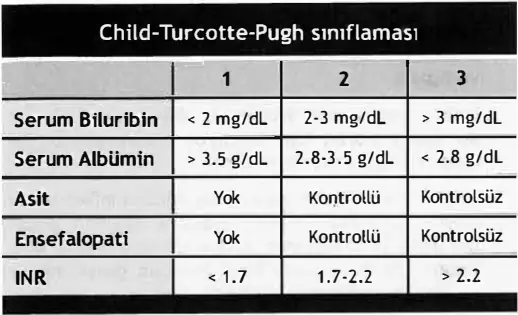 Child-Turcotte-Pugh sınıflaması
1 2 3
Serum Biluribin < 2 mg/dL 2-3 mg/dL > 3 mg/dL
Serum Albümin > 3.5 g/dL 2.8-3.5 g/dL < 2.8 g/dL
Asit Yok Kontrollü Kontrolsüz
Ensefalopati Yok Kontrollü Kontrolsüz
INR < 1.7 1.7-2.2 > 2.2